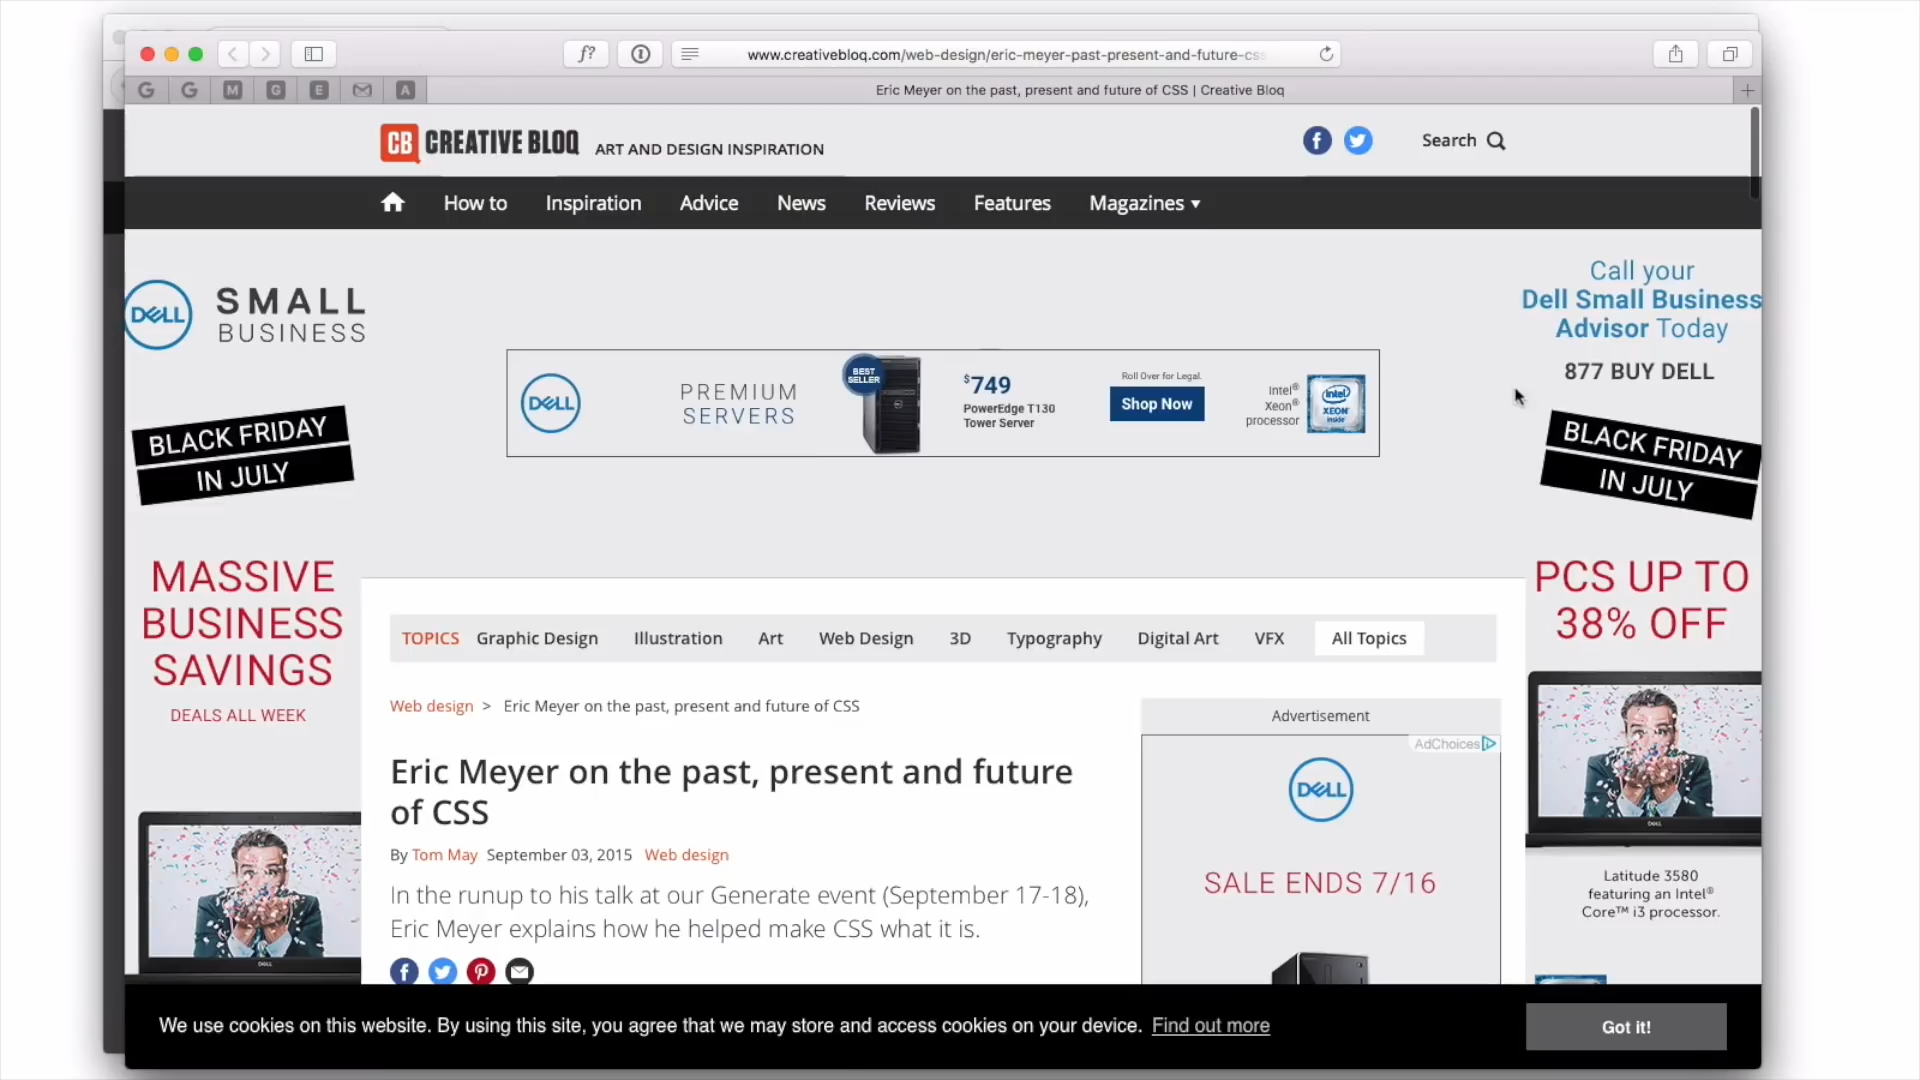 f?
www.creativebloq.com/web-design/eric-meyer-past-present-and-future-css
G G M G E A
Eric Meyer on the past, present and future of CSS | Creative Bloq
CB CREATIVE BLOQ ART AND DESIGN INSPIRATION
f
Search
How to Inspiration Advice News Reviews Features Magazines ▾
DELL SMALL BUSINESS
Call your
Dell Small Business
Advisor Today
877 BUY DELL
DELL
PREMIUM
SERVERS
BEST
SELLER
$749
PowerEdge T130
Tower Server
Roll Over for Legal.
Shop Now
Intel®
Xeon®
processor
intel
XEON
inside
BLACK FRIDAY
IN JULY
BLACK FRIDAY
IN JULY
MASSIVE
BUSINESS
SAVINGS
DEALS ALL WEEK
PCS UP TO
38% OFF
TOPICS Graphic Design Illustration Art Web Design 3D Typography Digital Art VFX All Topics
Web design > Eric Meyer on the past, present and future of CSS
Eric Meyer on the past, present and future
of CSS
By Tom May September 03, 2015 Web design
In the runup to his talk at our Generate event (September 17-18),
Eric Meyer explains how he helped make CSS what it is.
f
Advertisement
AdChoices
DELL
SALE ENDS 7/16
DELL
DELL
Latitude 3580
featuring an Intel®
Core™ i3 processor.
We use cookies on this website. By using this site, you agree that we may store and access cookies on your device. Find out more
Got it!